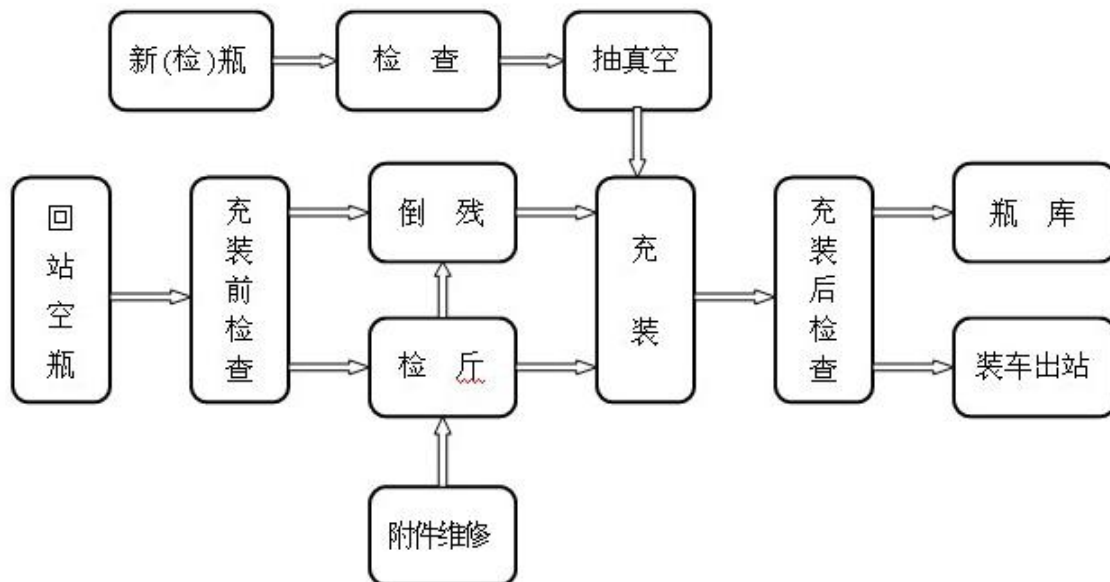 新(检)瓶
检 查
抽真空
回站空瓶
充装前检查
倒 残
检 斤
附件维修
充装
充装后检查
瓶 库
装车出站